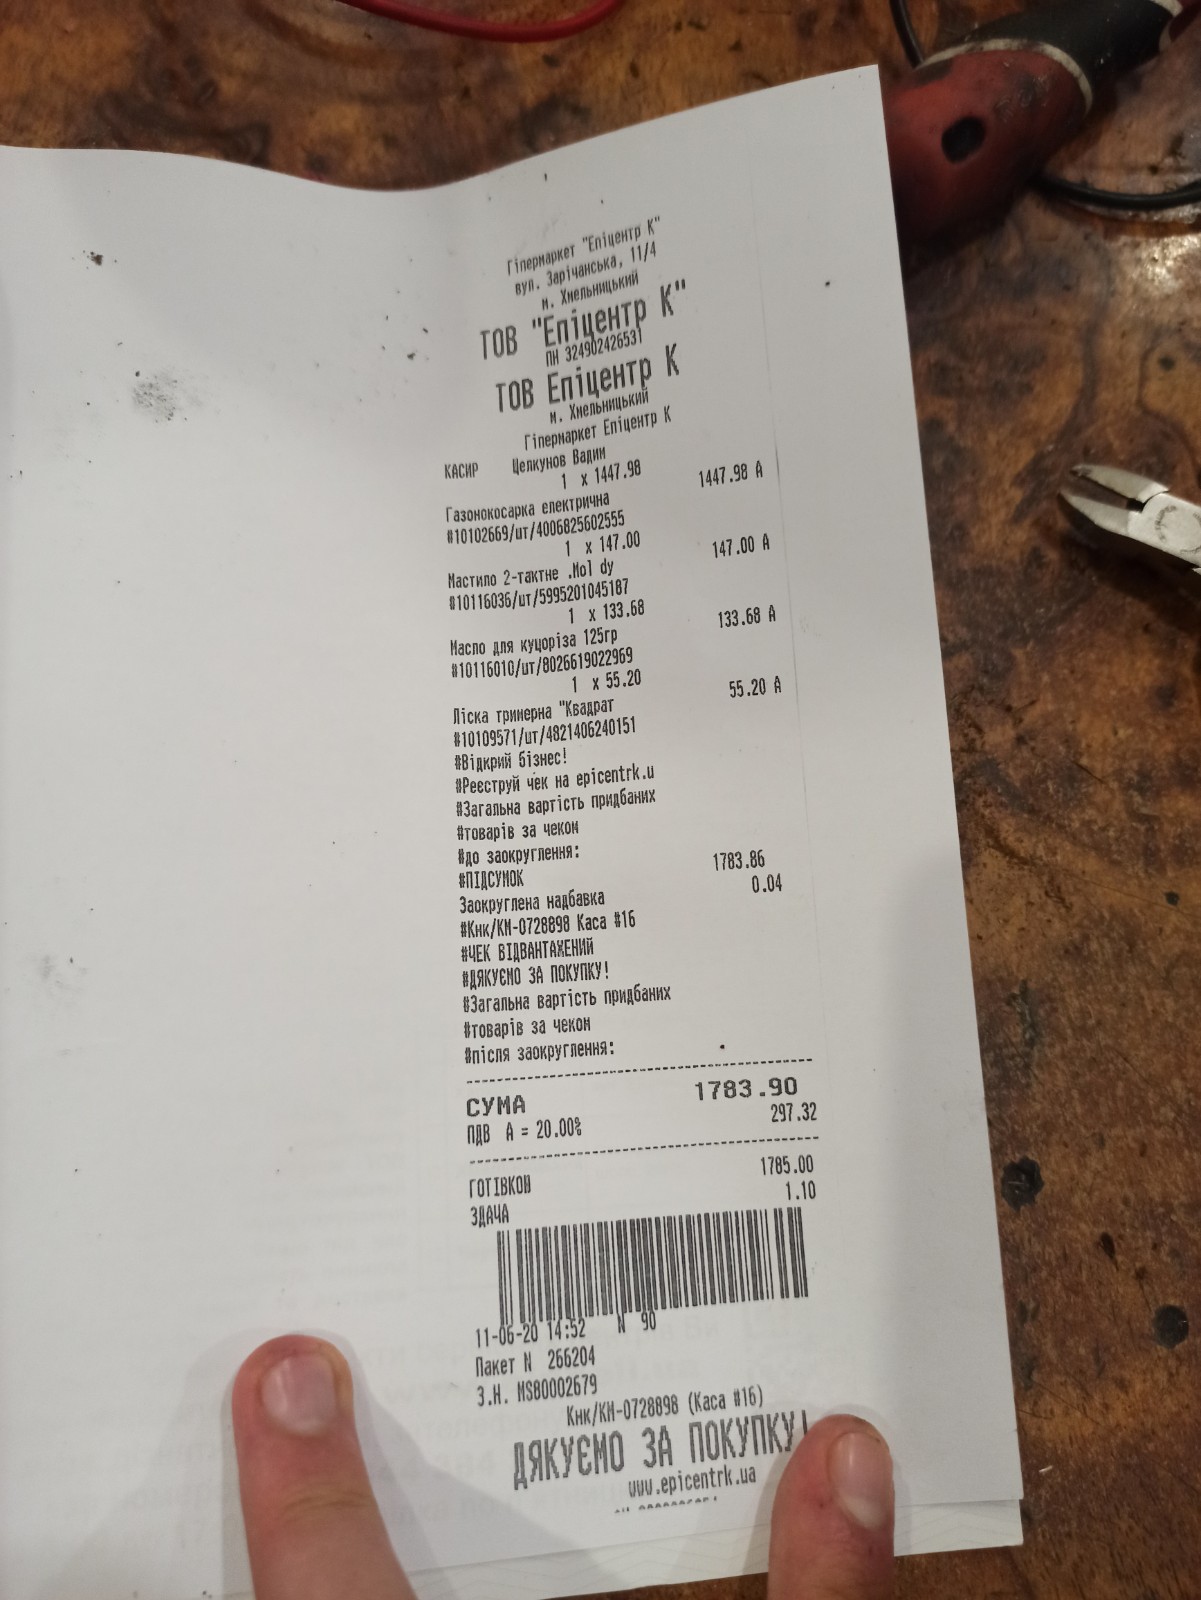 Гіпермаркет "Епіцентр К"
вул. Зарічанська, 11/4
м. Хмельницький
ТОВ "Епіцентр К"
ПН 324902426531
ТОВ Епіцентр К
м. Хмельницький
Гіпермаркет Епіцентр К
КАСИР Целкунов Вадим
1 x 1447.98 1447.98 А
Газонокосарка електрична
#10102669/шт/4006825602555
1 x 147.00 147.00 А
Мастило 2-тактне .Mol dy
#10116036/шт/5995201045187
1 x 133.68 133.68 А
Масло для куцоріза 125гр
#10116010/шт/8026619022969
1 x 55.20 55.20 А
Ліска тримерна "Квадрат
#10109571/шт/4821406240151
#Відкрий бізнес!
#Реєструй чек на epicentrk.u
#Загальна вартість придбаних
#товарів за чеком
#до заокруглення:
#ПІДСУМОК 1783.86
Заокруглена надбавка 0.04
#Кнк/КМ-0728898 Каса #16
#ЧЕК ВІДВАНТАЖЕНИЙ
#ДЯКУЄМО ЗА ПОКУПКУ!
#Загальна вартість придбаних
#товарів за чеком
#після заокруглення:
СУМА 1783.90
ПДВ А = 20.00% 297.32
ГОТІВКОЮ 1785.00
ЗДАЧА 1.10
11-06-20 14:52 N 90
Пакет N 266204
З.Н. MS80002679
Кнк/КМ-0728898 (Каса #16)
ДЯКУЄМО ЗА ПОКУПКУ!
www.epicentrk.ua